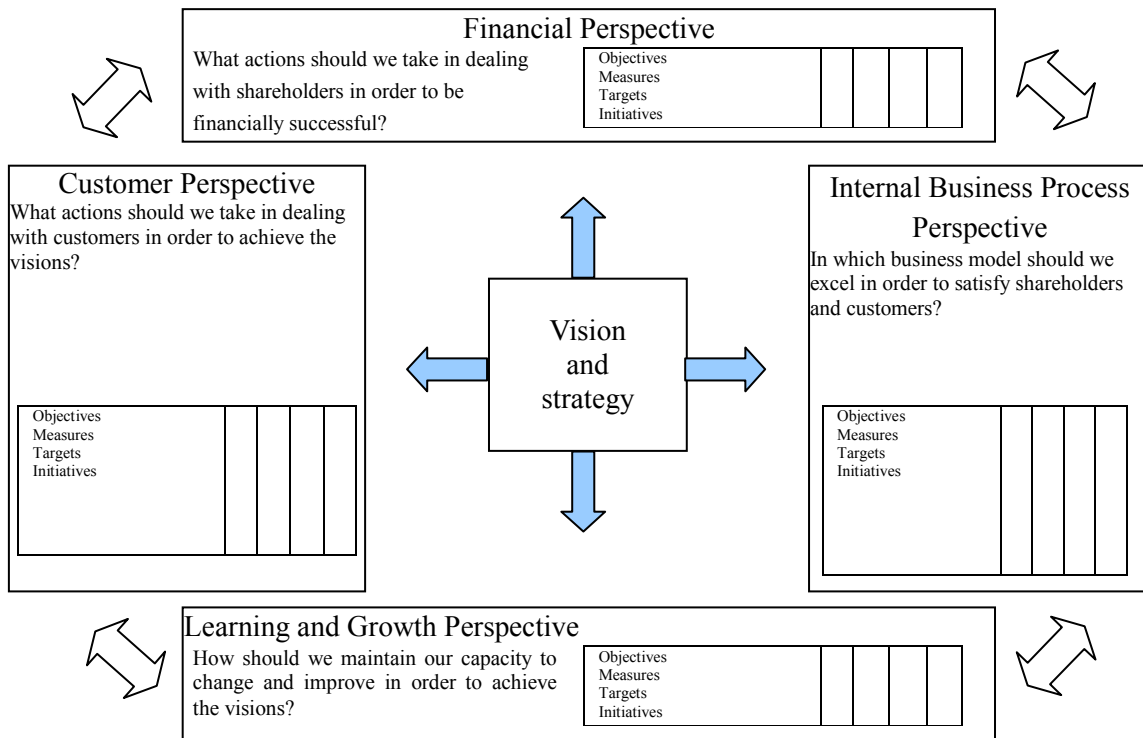 Financial Perspective
What actions should we take in dealing
with shareholders in order to be
financially successful?
Objectives
Measures
Targets
Initiatives
Customer Perspective
What actions should we take in dealing
with customers in order to achieve the
visions?
Objectives
Measures
Targets
Initiatives
Vision
and
strategy
Internal Business Process
Perspective
In which business model should we
excel in order to satisfy shareholders
and customers?
Objectives
Measures
Targets
Initiatives
Learning and Growth Perspective
How should we maintain our capacity to
change and improve in order to achieve
the visions?
Objectives
Measures
Targets
Initiatives